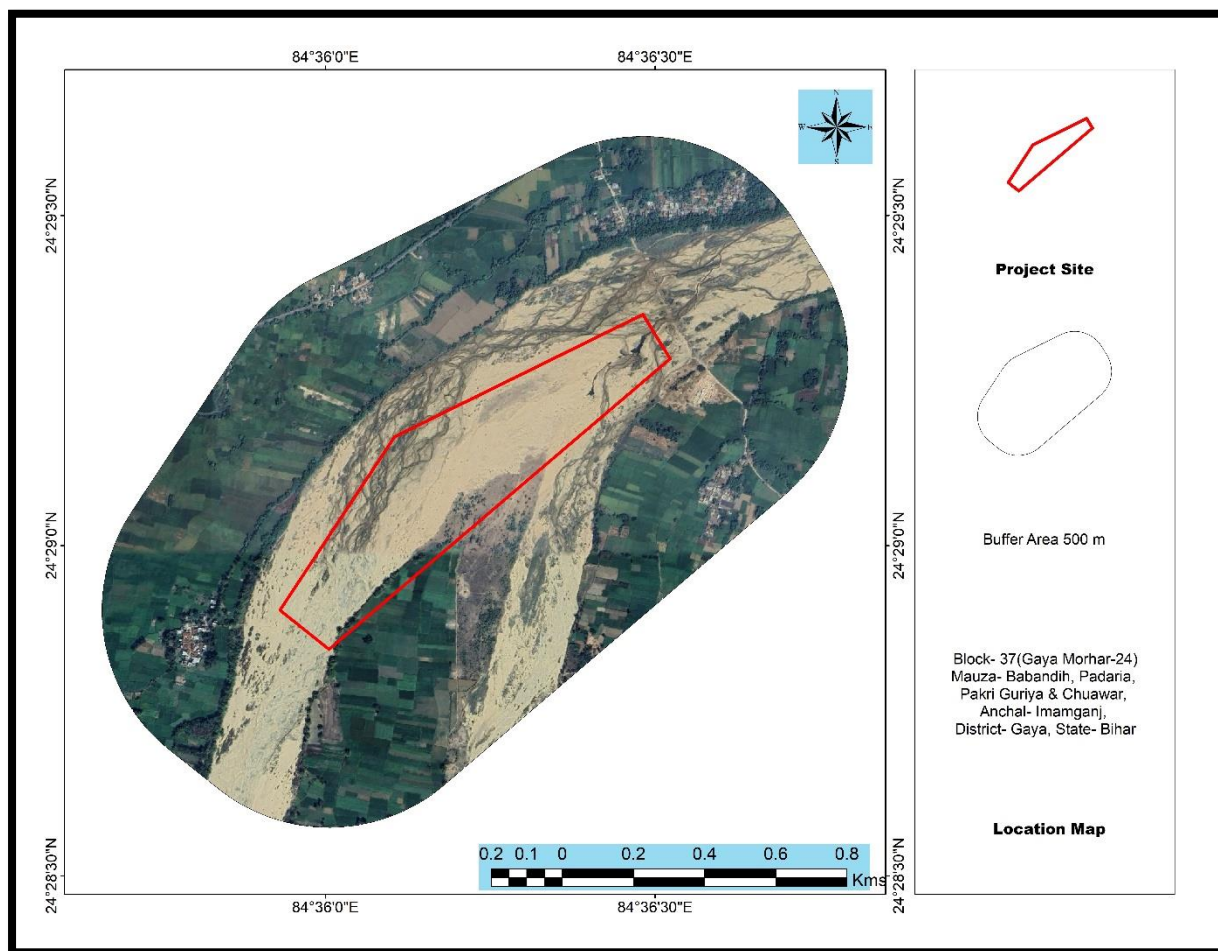 84°36'0"E
84°36'30"E
N
W
E
S
24°29'30"N
24°29'30"N
24°29'0"N
24°29'0"N
24°28'30"N
24°28'30"N
0.2 0.1 0 0.2 0.4 0.6 0.8
Kms
84°36'0"E
84°36'30"E
Project Site
Buffer Area 500 m
Block- 37(Gaya Morhar-24)
Mauza- Babandih, Padaria,
Pakri Guriya & Chuawar,
Anchal- Imamganj,
District- Gaya, State- Bihar
Location Map